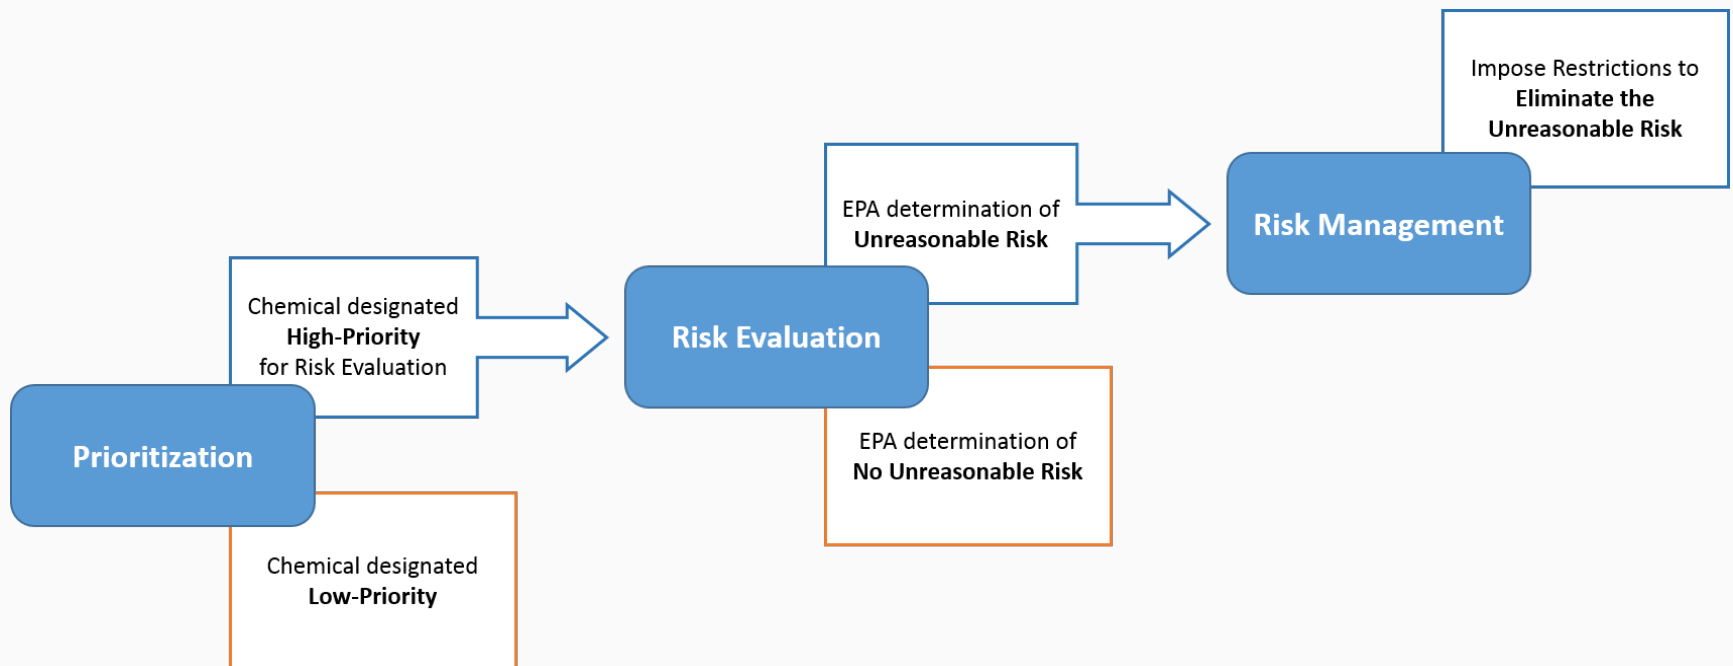 Prioritization
Chemical designated
High-Priority
for Risk Evaluation
Chemical designated
Low-Priority
Risk Evaluation
EPA determination of
Unreasonable Risk
EPA determination of
No Unreasonable Risk
Risk Management
Impose Restrictions to
Eliminate the
Unreasonable Risk